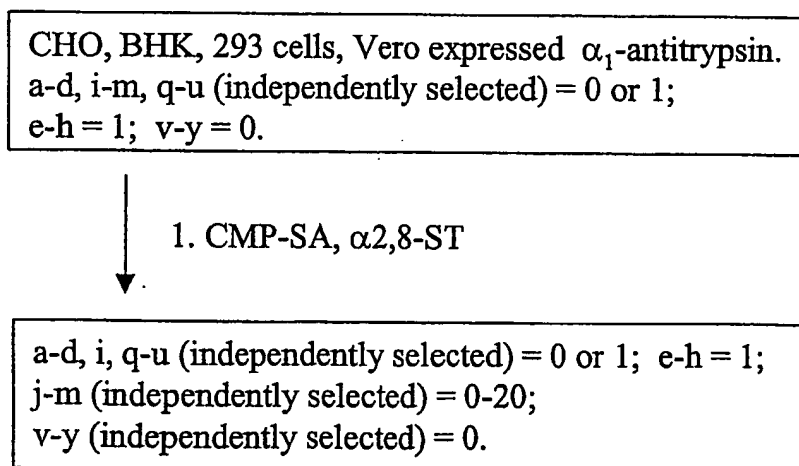 CHO, BHK, 293 cells, Vero expressed α₁-antitrypsin.
a-d, i-m, q-u (independently selected) = 0 or 1;
e-h = 1; v-y = 0.
1. CMP-SA, α2,8-ST
a-d, i, q-u (independently selected) = 0 or 1; e-h = 1;
j-m (independently selected) = 0-20;
v-y (independently selected) = 0.